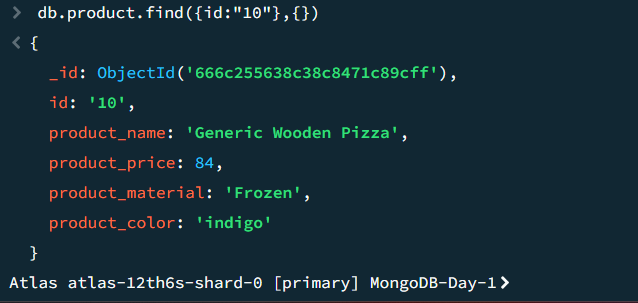 > db.product.find({id:"10"},{})
< {
_id: ObjectId('666c255638c38c8471c89cff'),
id: '10',
product_name: 'Generic Wooden Pizza',
product_price: 84,
product_material: 'Frozen',
product_color: 'indigo'
}
Atlas atlas-12th6s-shard-0 [primary] MongoDB-Day-1>